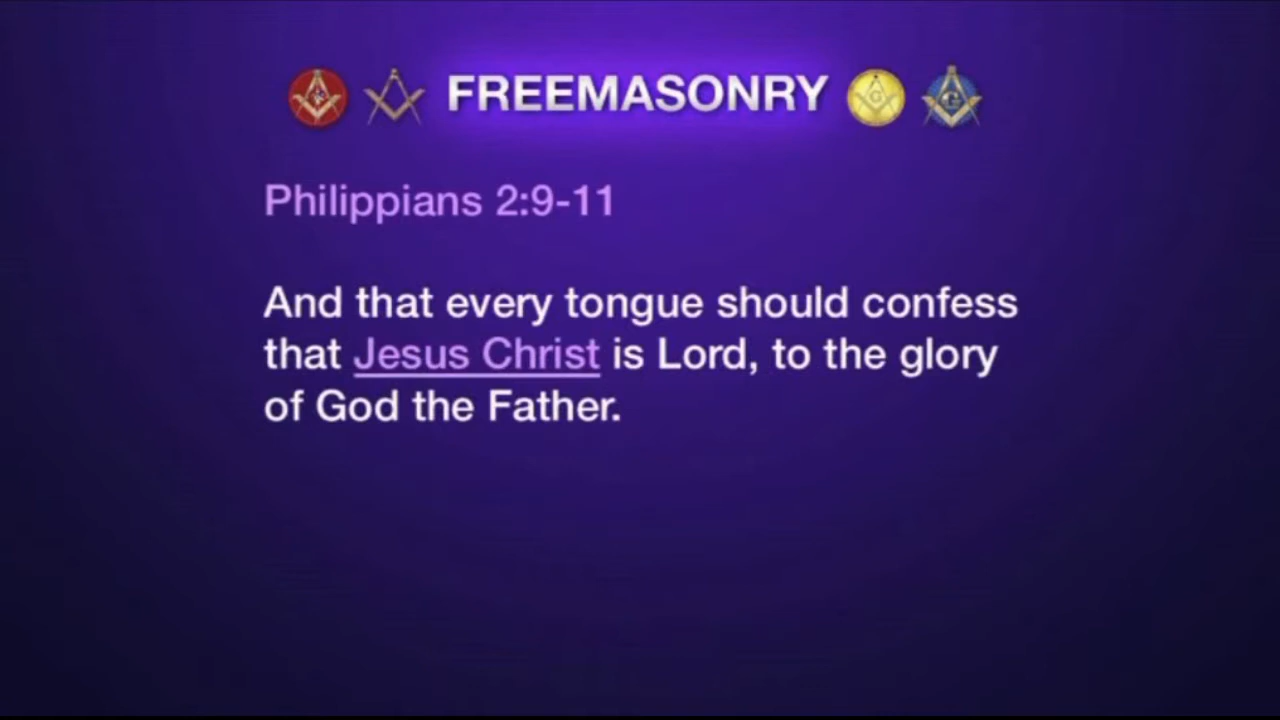 FREEMASONRY
Philippians 2:9-11
And that every tongue should confess
that Jesus Christ is Lord, to the glory
of God the Father.